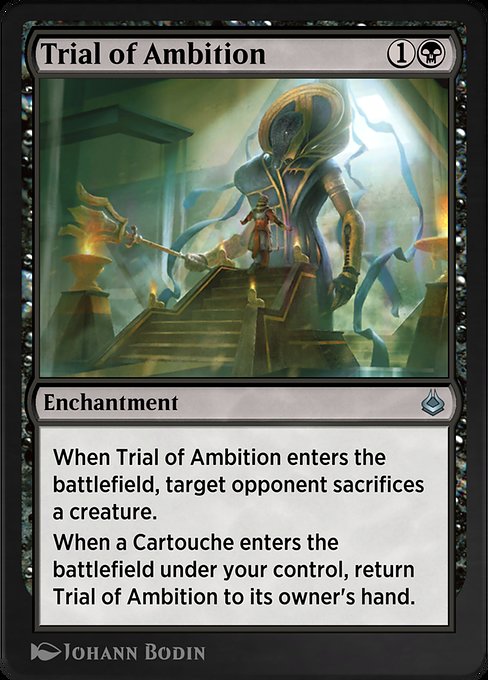 Trial of Ambition 1
Enchantment
When Trial of Ambition enters the
battlefield, target opponent sacrifices
a creature.
When a Cartouche enters the
battlefield under your control, return
Trial of Ambition to its owner's hand.
Johann Bodin